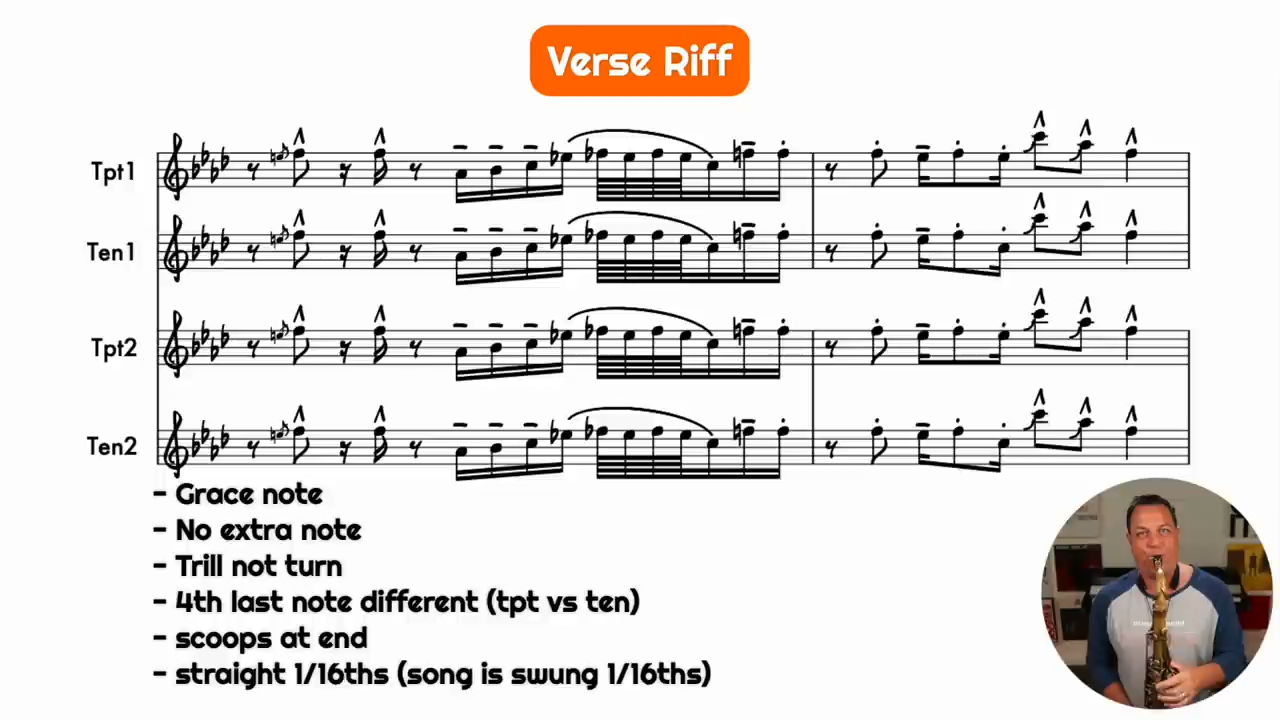 Verse Riff
Tpt1
Ten1
Tpt2
Ten2
- Grace note
- No extra note
- Trill not turn
- 4th last note different (tpt vs ten)
- scoops at end
- straight 1/16ths (song is swung 1/16ths)